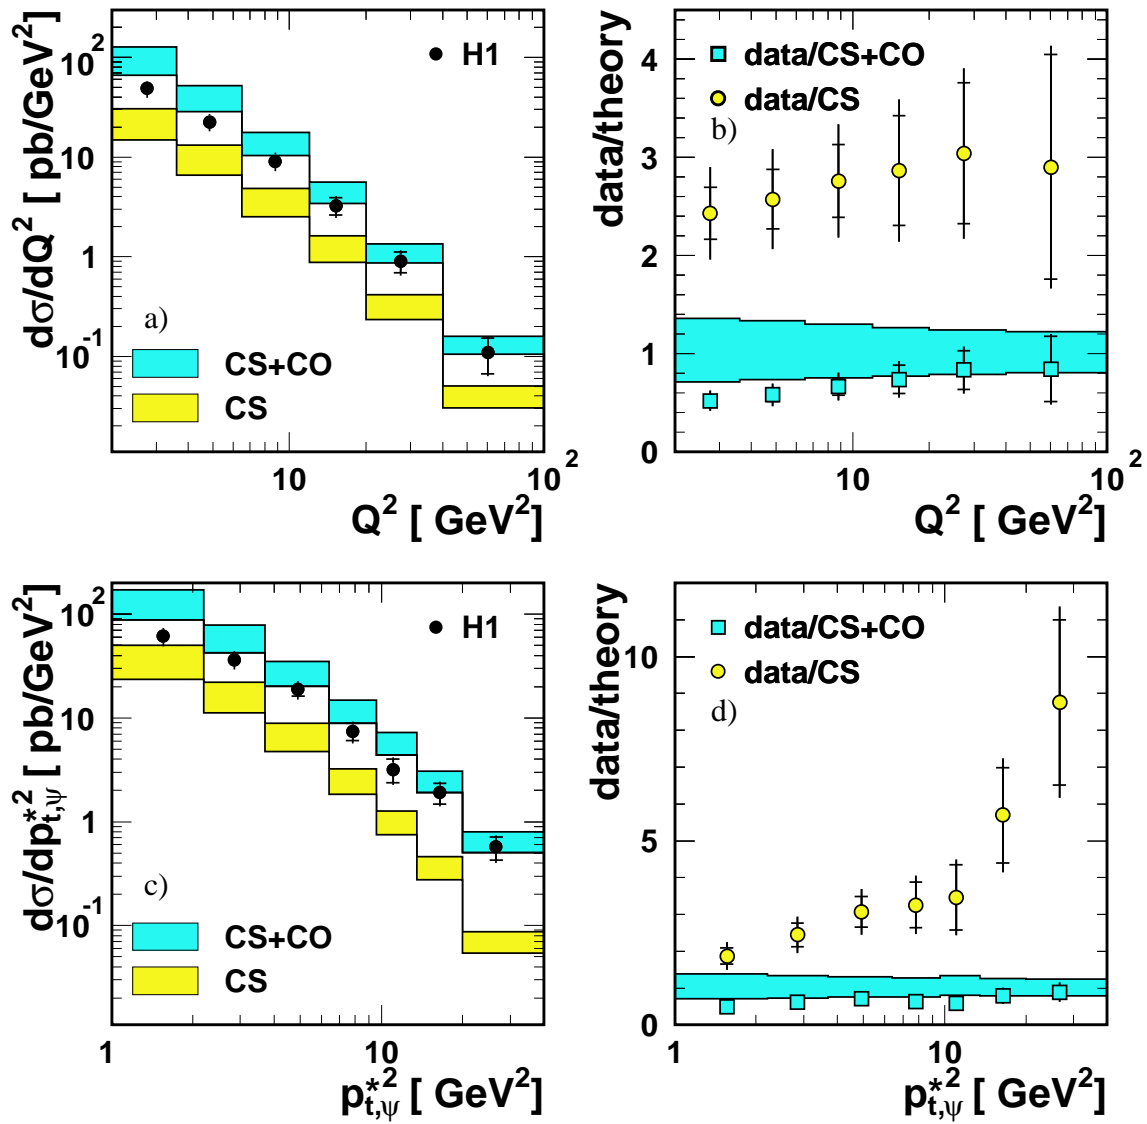 dσ/dQ² [ pb/GeV²]
10²
10
1
10⁻¹
H1
a)
CS+CO
CS
10
10²
Q² [ GeV²]
data/theory
4
3
2
1
0
data/CS+CO
data/CS
b)
10
10²
Q² [ GeV²]
dσ/dp*²t,ψ [ pb/GeV²]
10²
10
1
10⁻¹
H1
c)
CS+CO
CS
1
10
p*²t,ψ [ GeV²]
data/theory
10
5
0
data/CS+CO
data/CS
d)
1
10
p*²t,ψ [ GeV²]